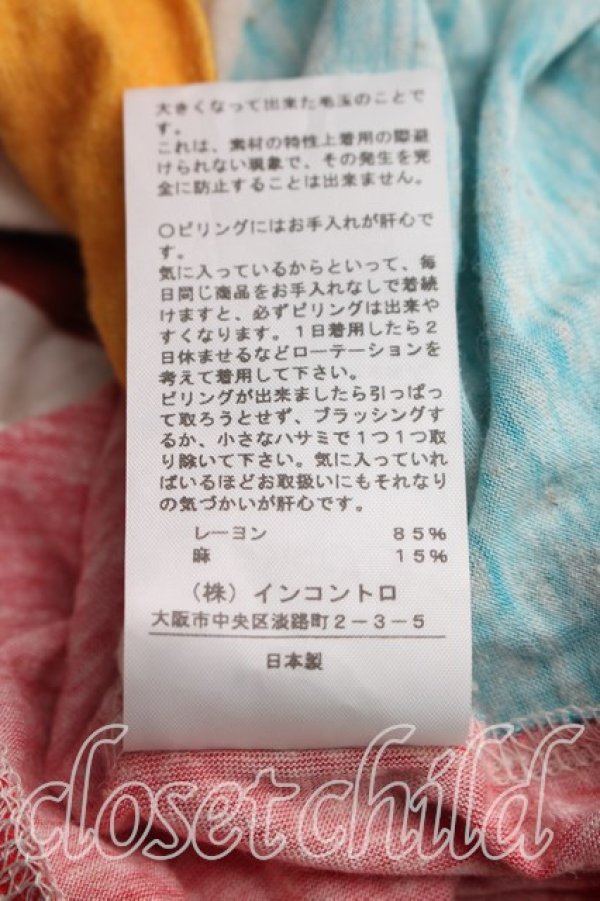 大きくなって出来た毛玉のことで
す。
これは、素材の特性上着用の際避
けられない現象で、その発生を完
全に防止することは出来ません。
○ピリングにはお手入れが肝心で
す。
気に入っているからといって、毎
日同じ商品をお手入れなしで着続
けますと、必ずピリングは出来や
すくなります。１日着用したら２
日休ませるなどローテーションを
考えて着用して下さい。
ピリングが出来ましたら引っぱっ
て取ろうとせず、ブラッシングす
るか、小さなハサミで１つ１つ取
り除いて下さい。気に入っていれ
ばいるほどお取扱いにもそれなり
の気づかいが肝心です。
レーヨン ８５％
麻 １５％
（株）インコントロ
大阪市中央区淡路町２－３－５
日本製
closetchild